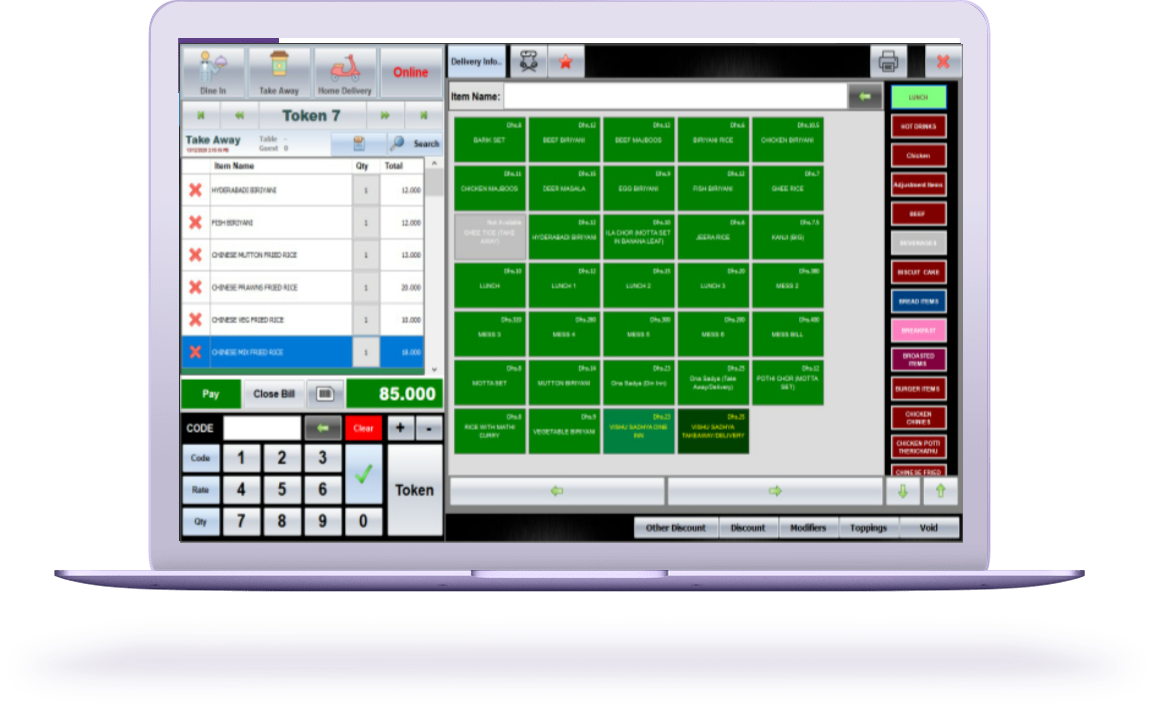 Dine In
Take Away
Home Delivery
Online
Token 7
Take Away
Table -
Guest 0
Search
Item Name Qty Total
HYDERABADI BIRIYANI 1 12.000
FISH BIRIYANI 1 12.000
CHINESE MUTTON FRIED RICE 1 13.000
CHINESE PRAWNS FRIED RICE 1 20.000
CHINESE VEG FRIED RICE 1 10.000
CHINESE MIX FRIED RICE 1 18.000
Pay
Close Bill
85.000
CODE
Clear
+
-
Code 1 2 3
Rate 4 5 6
Token
Qty 7 8 9 0
Delivery Info..
Item Name:
Dhs.8
BARIK SET
Dhs.12
BEEF BIRIYANI
Dhs.12
BEEF MAJBOOS
Dhs.6
BIRIYANI RICE
Dhs.10.5
CHICKEN BIRIYANI
CHICKEN MAJBOOS
DEER MASALA
Dhs.9
EGG BIRIYANI
Dhs.12
FISH BIRIYANI
Dhs.7
GHEE RICE
Not Available
GHEE TICE (TAKE
AWAY)
Dhs.12
HYDERABADI BIRIYANI
ILA CHOR (MOTTA SET
IN BANANA LEAF)
Dhs.6
JEERA RICE
Dhs.7.5
KANJI (BIG)
Dhs.10
LUNCH
Dhs.12
LUNCH 1
Dhs.15
LUNCH 2
Dhs.20
LUNCH 3
Dhs.380
MESS 2
Dhs.320
MESS 3
Dhs.280
MESS 4
Dhs.300
MESS 5
Dhs.200
MESS 6
Dhs.400
MESS BILL
Dhs.8
MOTTA SET
Dhs.14
MUTTON BIRIYANI
Dhs.23
Ona Sadya (Din Inn)
Dhs.25
Ona Sadya (Take
Away/Delivery)
Dhs.12
POTHI CHOR (MOTTA
SET)
Dhs.8
RICE WITH MATHI
CURRY
Dhs.9
VEGETABLE BIRIYANI
Dhs.23
VISHU SADHYA DINE
INN
Dhs.25
VISHU SADHYA
TAKEAWAY/DELIVERY
LUNCH
HOT DRINKS
Chicken
Adjustment Items
BEEF
BEVERAGES
BISCUIT CAKE
BREAD ITEMS
BREAKFAST
BROASTED
ITEMS
BURGER ITEMS
CHICKEN
CHINIES
CHICKEN POTTI
THERICHATHU
CHINESE FRIED
Other Discount
Discount
Modifiers
Toppings
Void